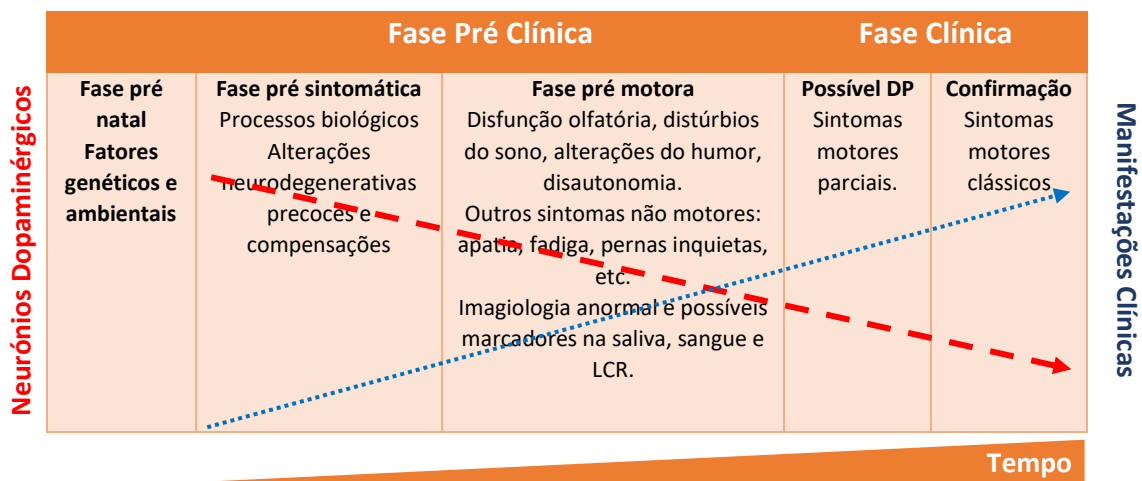 Fase Pré Clínica
Fase Clínica
Neurónios Dopaminérgicos
Fase pré
natal
Fatores
genéticos e
ambientais
Fase pré sintomática
Processos biológicos
Alterações
neurodegenerativas
precoces e
compensações
Fase pré motora
Disfunção olfatória, distúrbios
do sono, alterações do humor,
disautonomia.
Outros sintomas não motores:
apatia, fadiga, pernas inquietas,
etc.
Imagiologia anormal e possíveis
marcadores na saliva, sangue e
LCR.
Possível DP
Sintomas
motores
parciais.
Confirmação
Sintomas
motores
clássicos
Manifestações Clínicas
Tempo